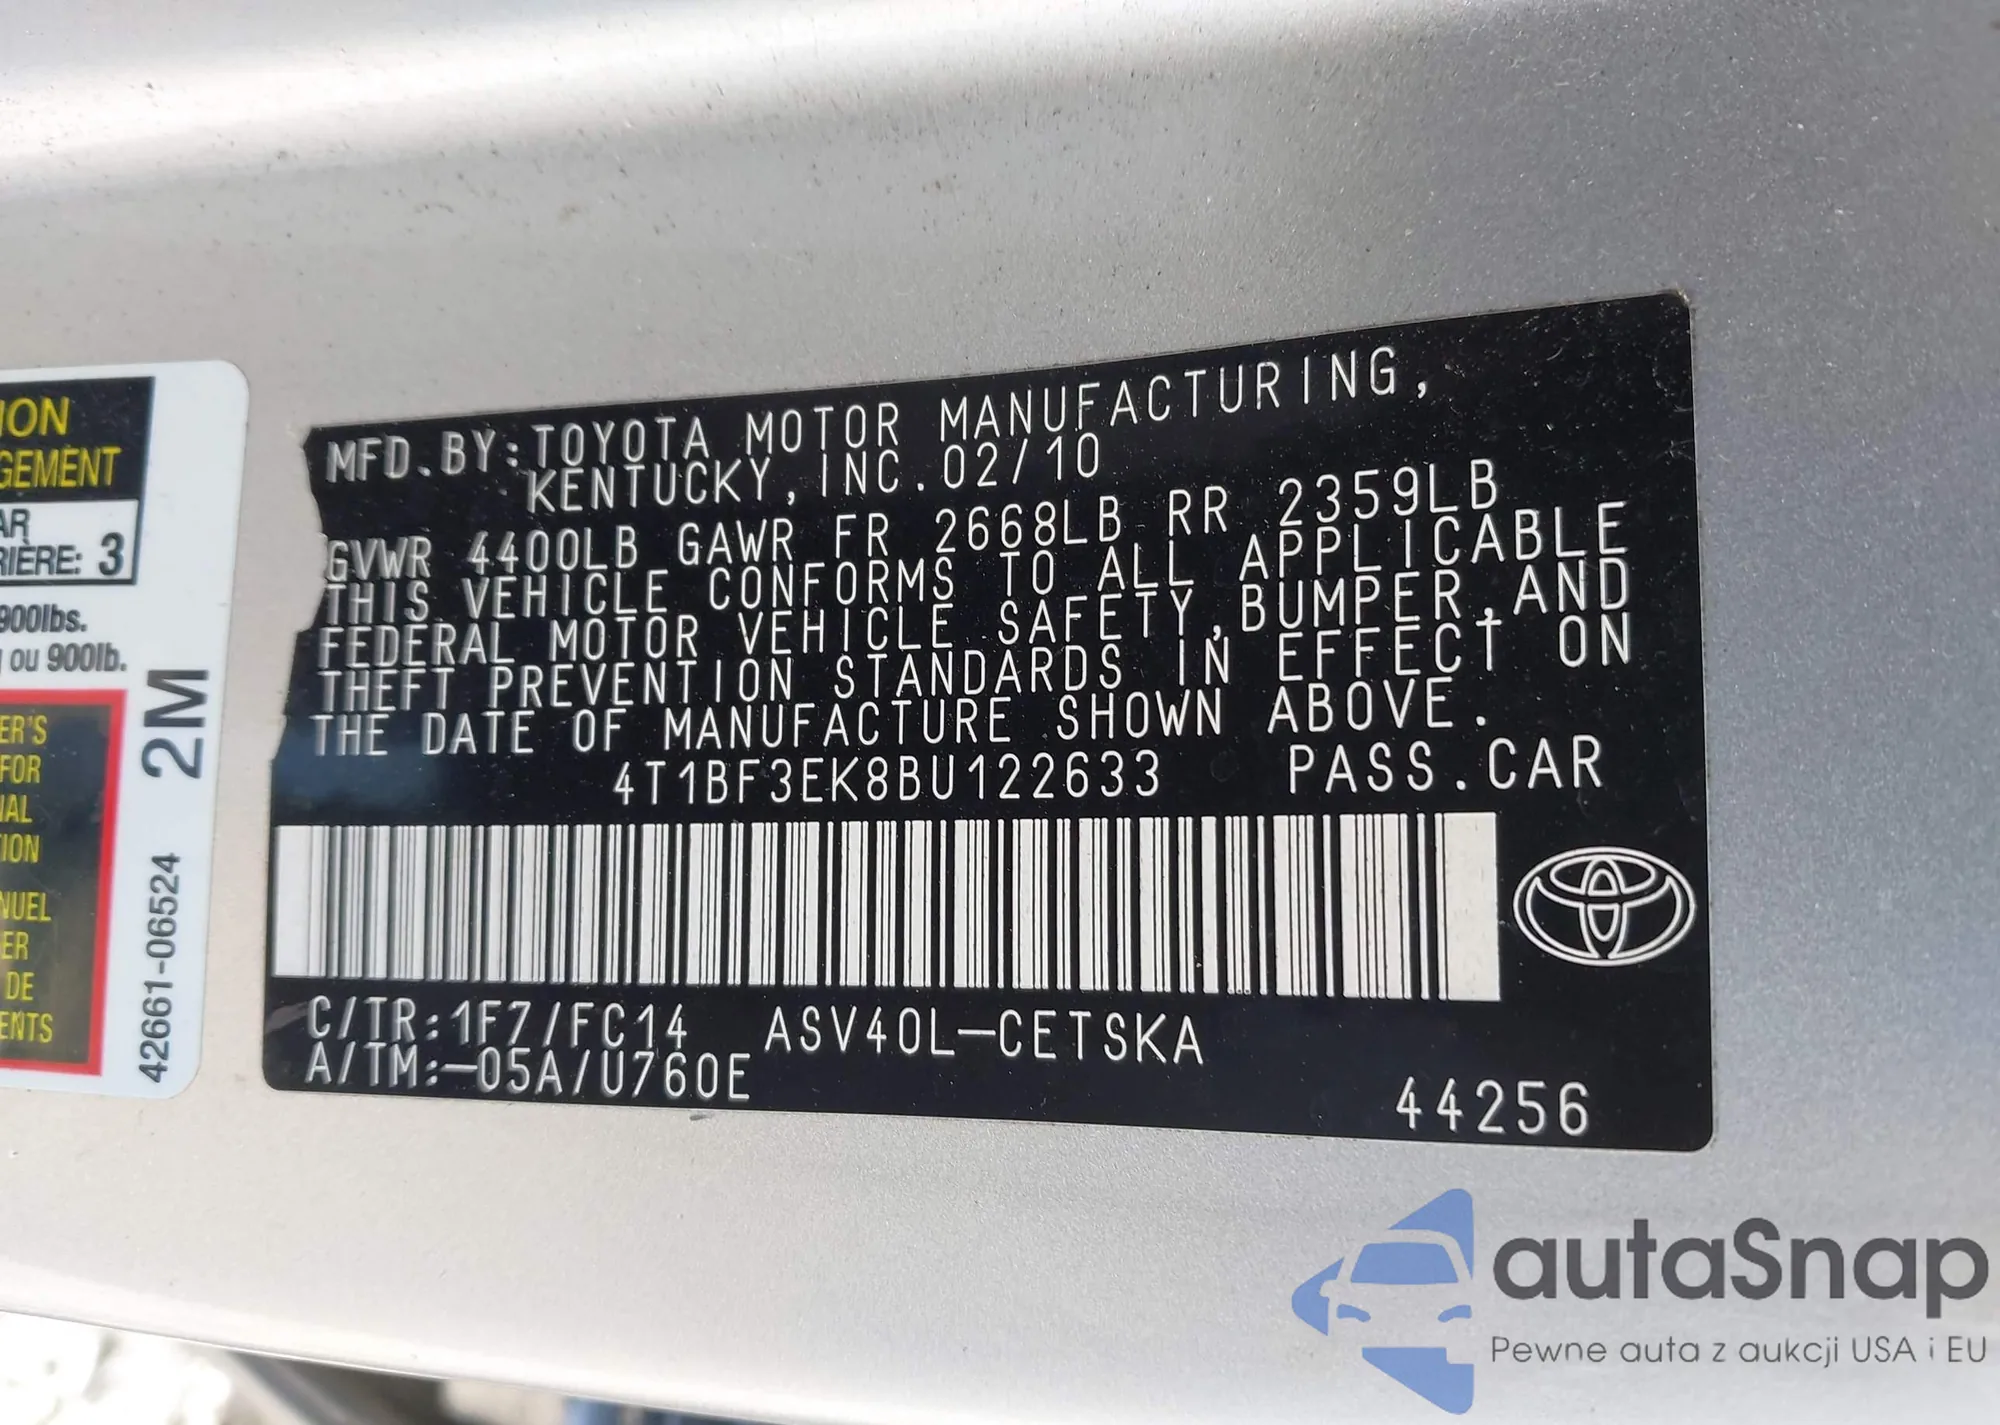 ION
GEMENT
AR
RIÈRE: 3
900lbs.
ou 900lb.
ER'S
FOR
NAL
ION
NUEL
ER
DE
ENTS
2M
42661-06524
MFD.BY:TOYOTA MOTOR MANUFACTURING,
KENTUCKY,INC.02/10
GVWR 4400LB GAWR FR 2668LB RR 2359LB
THIS VEHICLE CONFORMS TO ALL APPLICABLE
FEDERAL MOTOR VEHICLE SAFETY,BUMPER,AND
THEFT PREVENTION STANDARDS IN EFFECT ON
THE DATE OF MANUFACTURE SHOWN ABOVE.
4T1BF3EK8BU122633 PASS.CAR
C/TR:1F7/FC14 ASV40L-CETSKA
A/TM:-05A/U760E
44256
autaSnap
Pewne auta z aukcji USA i EU